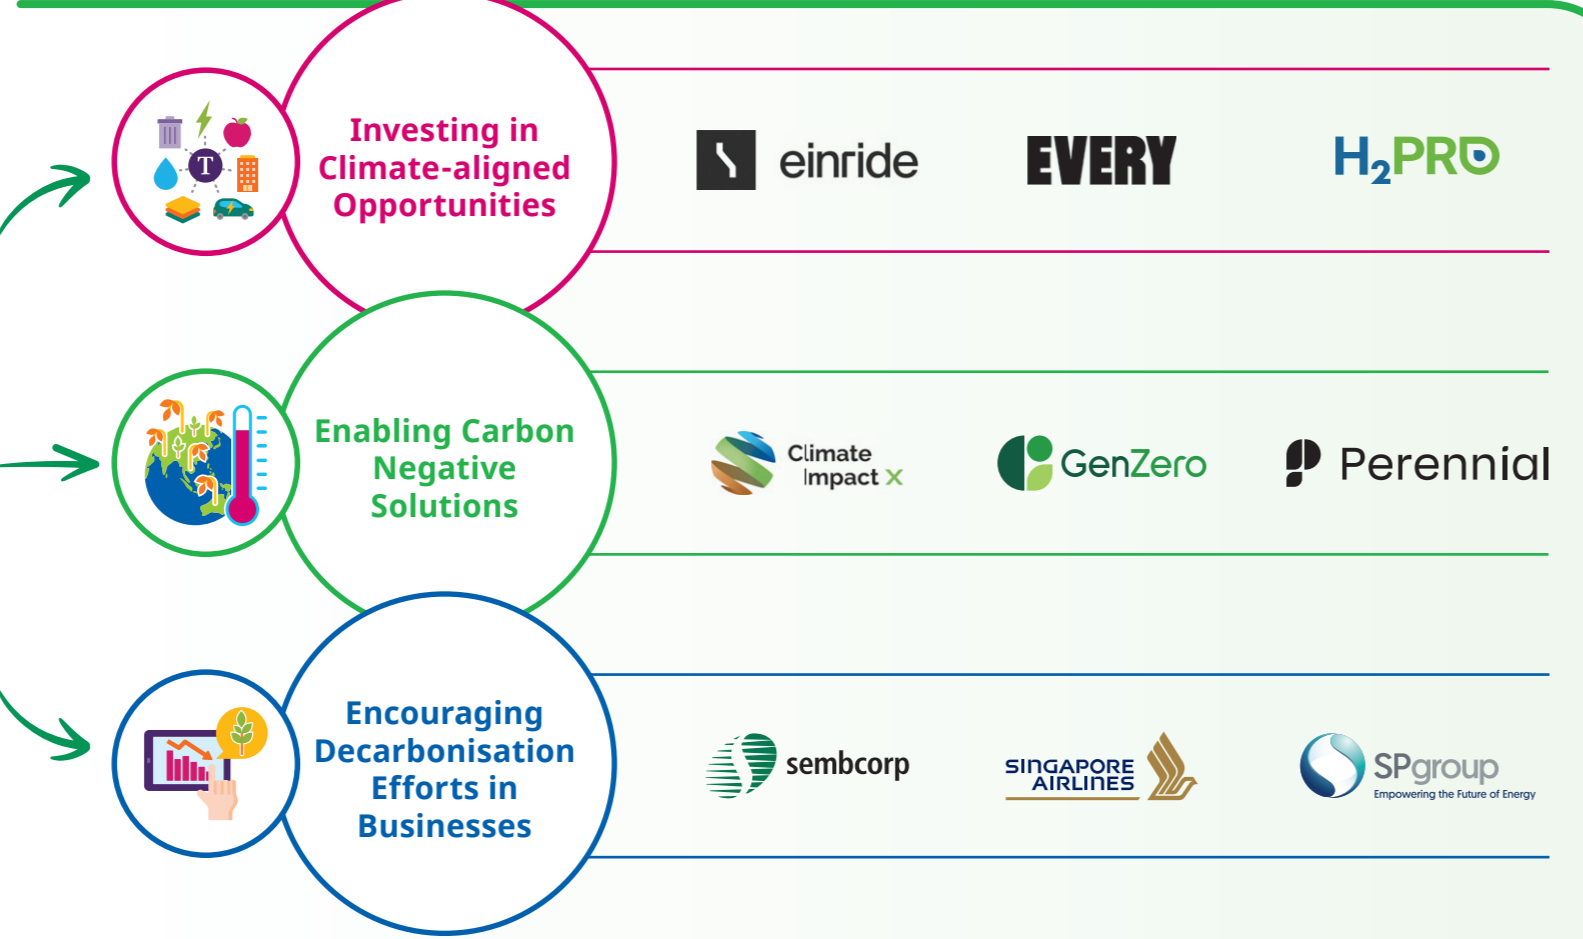 T
Investing in
Climate-aligned
Opportunities
einride
EVERY
H₂PRO
Enabling Carbon
Negative
Solutions
Climate
Impact X
GenZero
Perennial
Encouraging
Decarbonisation
Efforts in
Businesses
sembcorp
SINGAPORE
AIRLINES
SPgroup
Empowering the Future of Energy